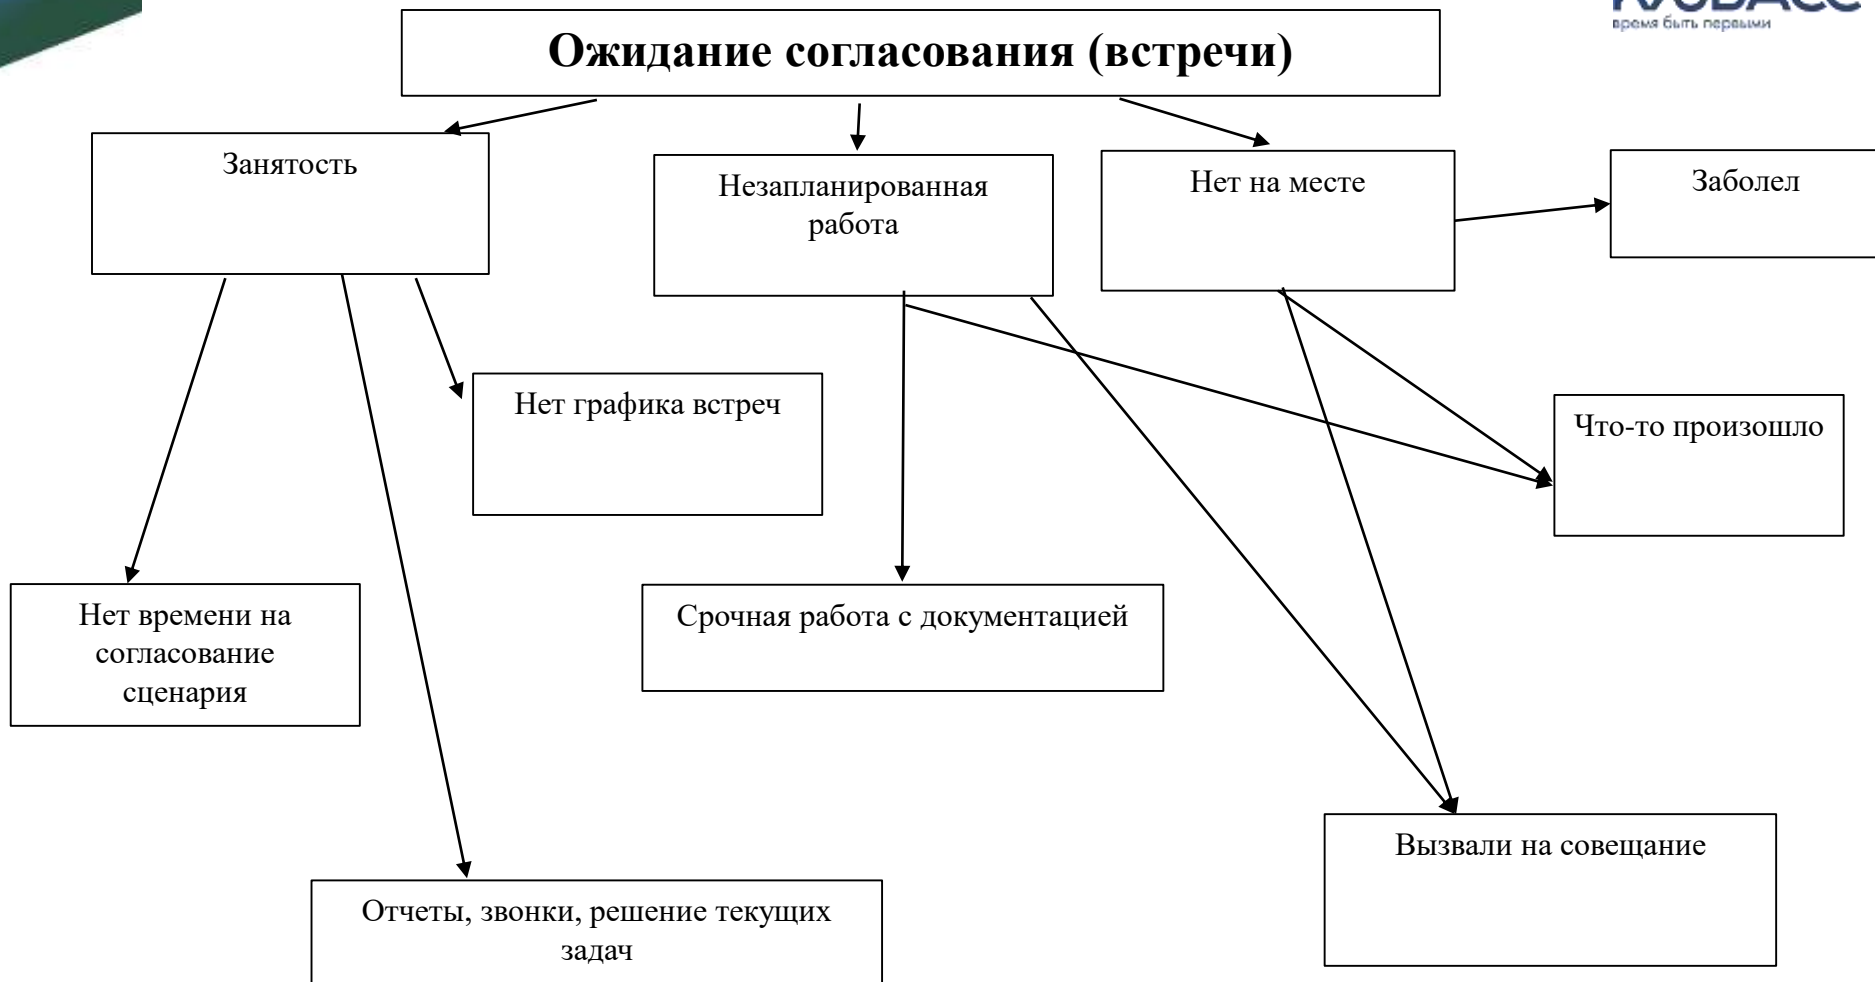 время быть первыми
Ожидание согласования (встречи)
Занятость
Незапланированная
работа
Нет на месте
Заболел
Нет графика встреч
Что-то произошло
Нет времени на
согласование
сценария
Срочная работа с документацией
Вызвали на совещание
Отчеты, звонки, решение текущих
задач